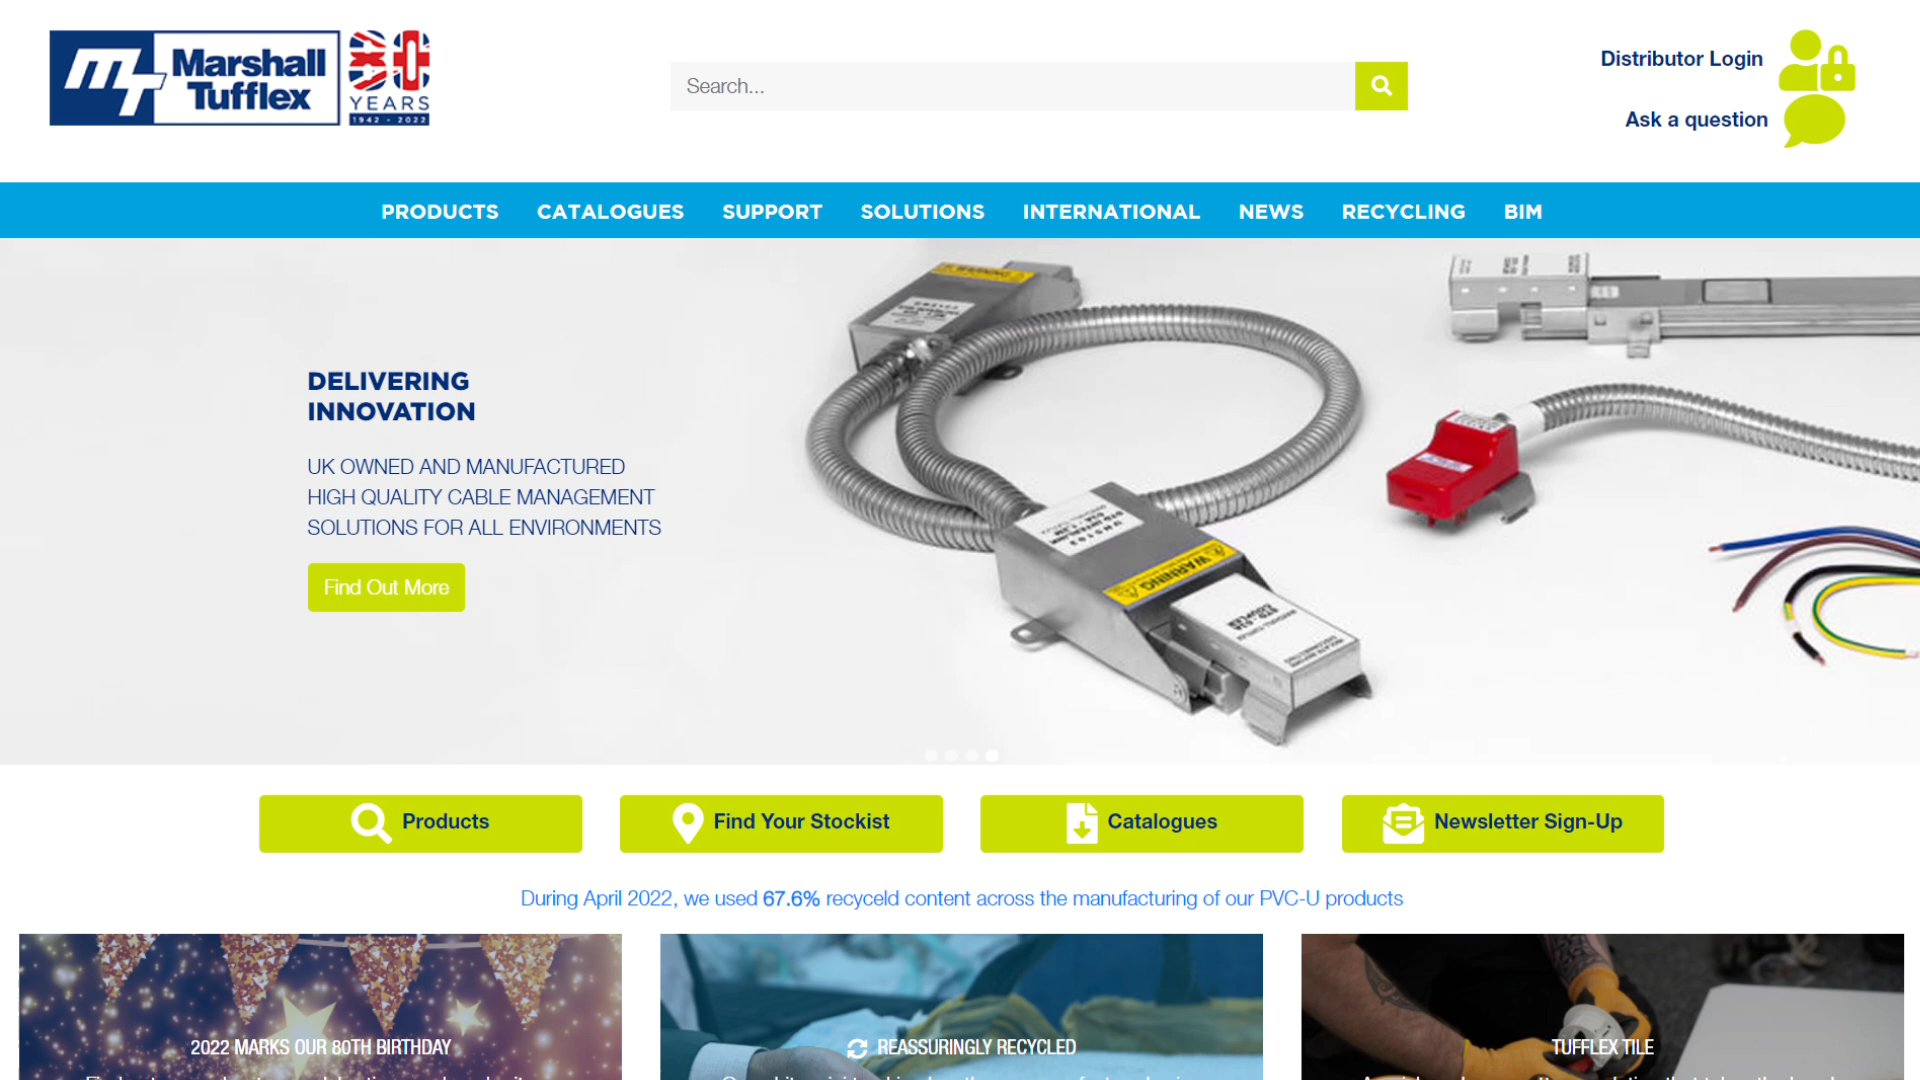 Marshall
Tufflex
80
YEARS
1942 - 2022
Search...
Distributor Login
Ask a question
PRODUCTS CATALOGUES SUPPORT SOLUTIONS INTERNATIONAL NEWS RECYCLING BIM
DELIVERING
INNOVATION
UK OWNED AND MANUFACTURED
HIGH QUALITY CABLE MANAGEMENT
SOLUTIONS FOR ALL ENVIRONMENTS
Find Out More
WARNING
WARNING
Products
Find Your Stockist
Catalogues
Newsletter Sign-Up
During April 2022, we used 67.6% recyceld content across the manufacturing of our PVC-U products
2022 MARKS OUR 80TH BIRTHDAY
REASSURINGLY RECYCLED
TUFFLEX TILE